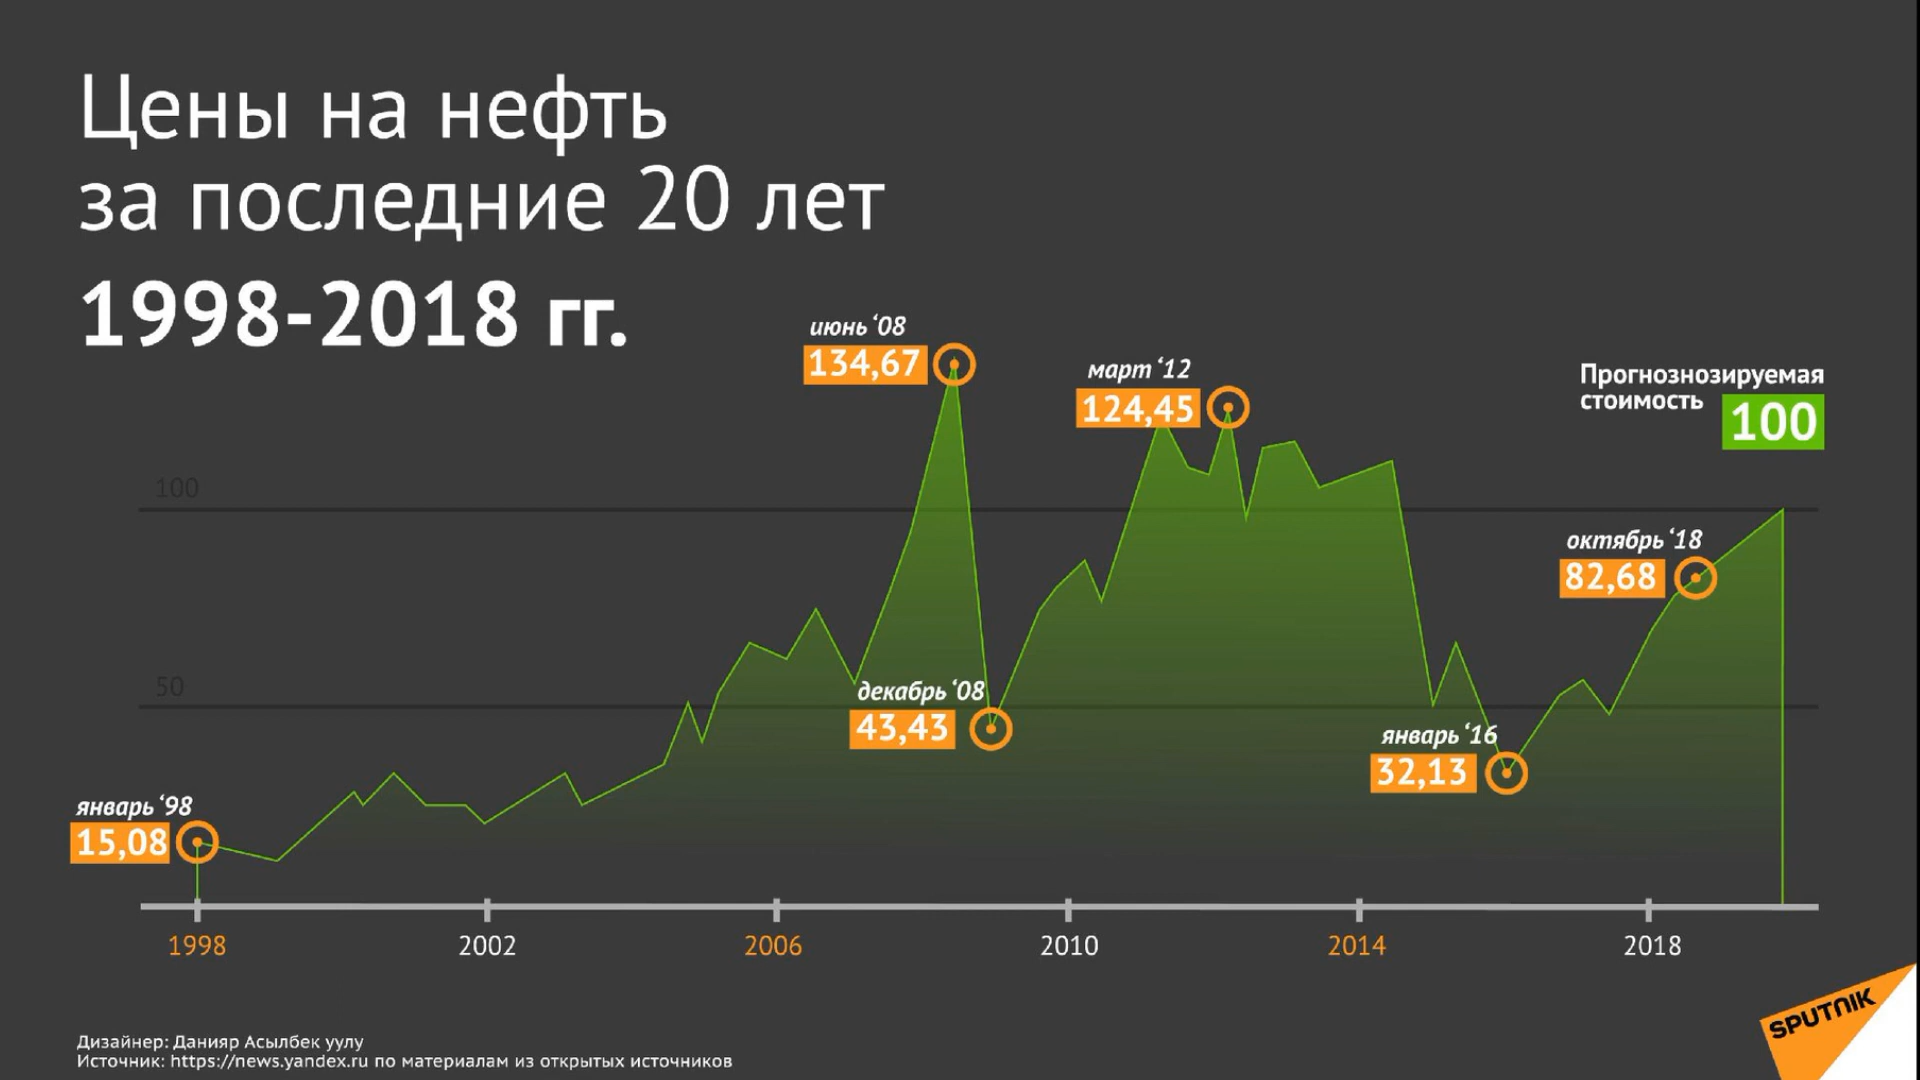 Цены на нефть
за последние 20 лет
1998-2018 гг.
июнь ‘08
134,67
март ‘12
124,45
Прогнознозируемая
стоимость
100
100
октябрь ‘18
82,68
50
декабрь ‘08
43,43
январь ‘16
32,13
январь ‘98
15,08
1998
2002
2006
2010
2014
2018
SPUTNIK
Дизайнер: Данияр Асылбек уулу
Источник: https://news.yandex.ru по материалам из открытых источников